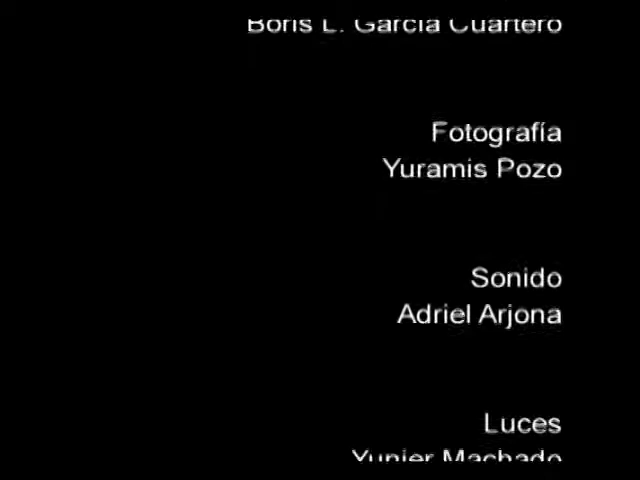 Boris L. García Cuartero
Fotografía
Yuramis Pozo
Sonido
Adriel Arjona
Luces
Yunier Machado